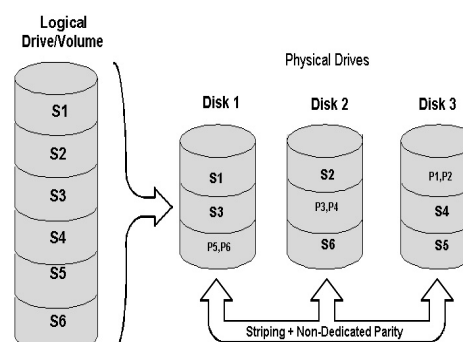 Logical
Drive/Volume
S1
S2
S3
S4
S5
S6
Physical Drives
Disk 1
S1
S3
P5,P6
Disk 2
S2
P3,P4
S6
Disk 3
P1,P2
S4
S5
Striping + Non-Dedicated Parity